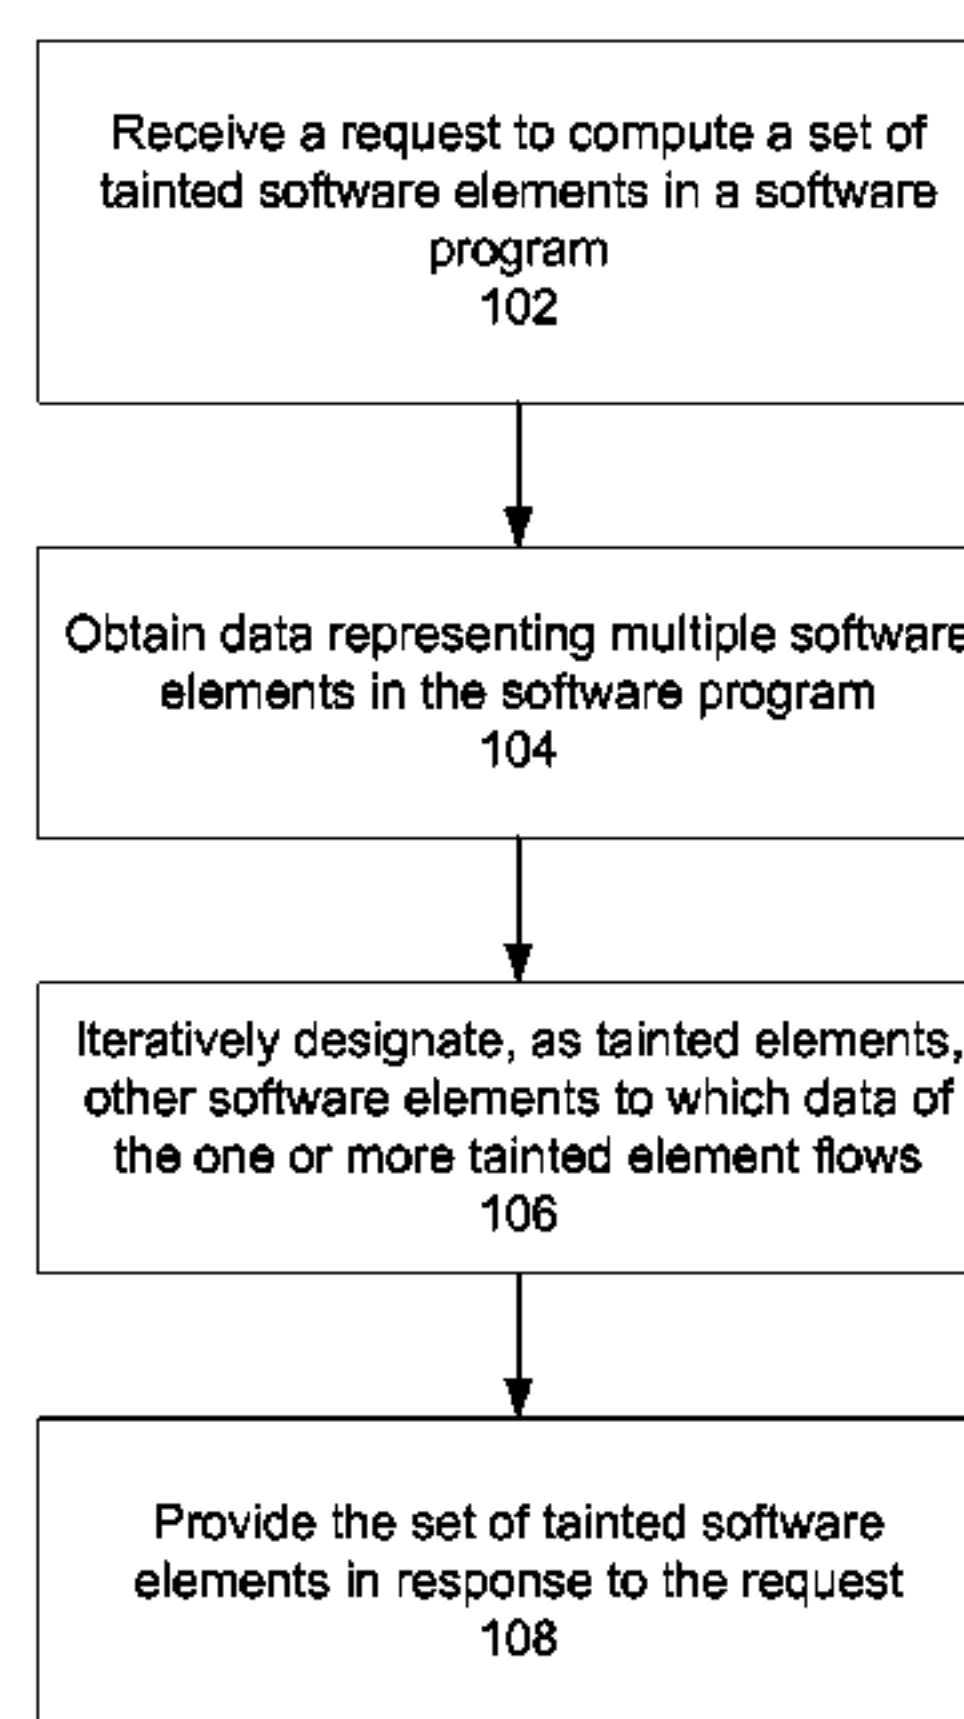 Receive a request to compute a set of
tainted software elements in a software
program
102
Obtain data representing multiple software
elements in the software program
104
Iteratively designate, as tainted elements,
other software elements to which data of
the one or more tainted element flows
106
Provide the set of tainted software
elements in response to the request
108